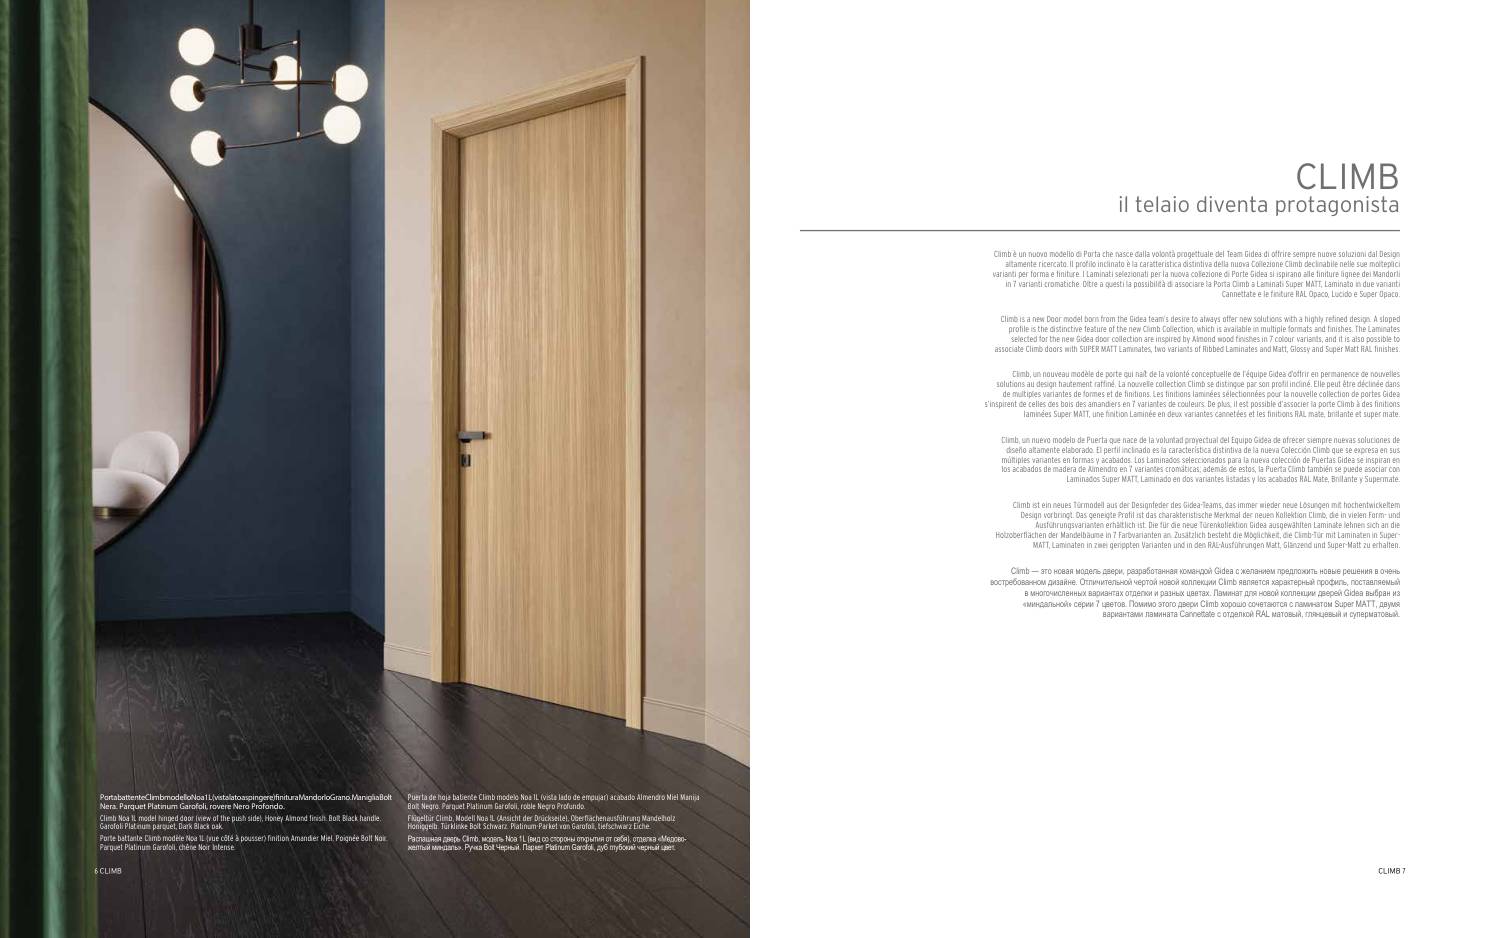 PortabattenteClimbmodelloNoa1L(vistalatoaspingere)finituraMandorloGrano.ManigliaBolt
Nera. Parquet Platinum Garofoli, rovere Nero Profondo.
Climb Noa 1L model hinged door (view of the push side), Honey Almond finish. Bolt Black handle.
Garofoli Platinum parquet, Dark Black oak.
Porte battante Climb modèle Noa 1L (vue côté à pousser) finition Amandier Miel. Poignée Bolt Noir.
Parquet Platinum Garofoli, chêne Noir Intense.
Puerta de hoja batiente Climb modelo Noa 1L (vista lado de empujar) acabado Almendro Miel Manija
Bolt Negro. Parquet Platinum Garofoli, roble Negro Profundo.
Flügeltür Climb, Modell Noa 1L (Ansicht der Drückseite), Oberflächenausführung Mandelholz
Honiggelb. Türklinke Bolt Schwarz. Platinum-Parket von Garofoli, tiefschwarz Eiche.
Распашная дверь Climb, модель Noa 1L (вид со стороны открытия от себя), отделка «Медово-
желтый миндаль». Ручка Bolt Черный. Паркет Platinum Garofoli, дуб глубокий черный цвет.
6 CLIMB
CLIMB
il telaio diventa protagonista
Climb è un nuovo modello di Porta che nasce dalla volontà progettuale del Team Gidea di offrire sempre nuove soluzioni dal Design
altamente ricercato. Il profilo inclinato è la caratteristica distintiva della nuova Collezione Climb declinabile nelle sue molteplici
varianti per forma e finiture. I Laminati selezionati per la nuova collezione di Porte Gidea si ispirano alle finiture lignee dei Mandorli
in 7 varianti cromatiche. Oltre a questi la possibilità di associare la Porta Climb a Laminati Super MATT, Laminato in due varianti
Cannettate e le finiture RAL Opaco, Lucido e Super Opaco.
Climb is a new Door model born from the Gidea team's desire to always offer new solutions with a highly refined design. A sloped
profile is the distinctive feature of the new Climb Collection, which is available in multiple formats and finishes. The Laminates
selected for the new Gidea door collection are inspired by Almond wood finishes in 7 colour variants, and it is also possible to
associate Climb doors with SUPER MATT Laminates, two variants of Ribbed Laminates and Matt, Glossy and Super Matt RAL finishes.
Climb, un nouveau modèle de porte qui naît de la volonté conceptuelle de l'équipe Gidea d'offrir en permanence de nouvelles
solutions au design hautement raffiné. La nouvelle collection Climb se distingue par son profil incliné. Elle peut être déclinée dans
de multiples variantes de formes et de finitions. Les finitions laminées sélectionnées pour la nouvelle collection de portes Gidea
s'inspirent de celles des bois des amandiers en 7 variantes de couleurs. De plus, il est possible d'associer la porte Climb à des finitions
laminées Super MATT, une finition Laminée en deux variantes cannetées et les finitions RAL mate, brillante et super mate.
Climb, un nuevo modelo de Puerta que nace de la voluntad proyectual del Equipo Gidea de ofrecer siempre nuevas soluciones de
diseño altamente elaborado. El perfil inclinado es la característica distintiva de la nueva Colección Climb que se expresa en sus
múltiples variantes en formas y acabados. Los Laminados seleccionados para la nueva colección de Puertas Gidea se inspiran en
los acabados de madera de Almendro en 7 variantes cromáticas; además de estos, la Puerta Climb también se puede asociar con
Laminados Super MATT, Laminado en dos variantes listadas y los acabados RAL Mate, Brillante y Supermate.
Climb ist ein neues Türmodell aus der Designfeder des Gidea-Teams, das immer wieder neue Lösungen mit hochentwickeltem
Design vorbringt. Das geneigte Profil ist das charakteristische Merkmal der neuen Kollektion Climb, die in vielen Form- und
Ausführungsvarianten erhältlich ist. Die für die neue Türenkollektion Gidea ausgewählten Laminate lehnen sich an die
Holzoberflächen der Mandelbäume in 7 Farbvarianten an. Zusätzlich besteht die Möglichkeit, die Climb-Tür mit Laminaten in Super-
MATT, Laminaten in zwei gerippten Varianten und in den RAL-Ausführungen Matt, Glänzend und Super-Matt zu erhalten.
Climb — это новая модель двери, разработанная командой Gidea с желанием предложить новые решения в очень
востребованном дизайне. Отличительной чертой новой коллекции Climb является характерный профиль, поставляемый
в многочисленных вариантах отделки и разных цветах. Ламинат для новой коллекции дверей Gidea выбран из
«миндальной» серии 7 цветов. Помимо этого двери Climb хорошо сочетаются с ламинатом Super MATT, двумя
вариантами ламината Cannettate с отделкой RAL матовый, глянцевый и суперматовый.
CLIMB 7